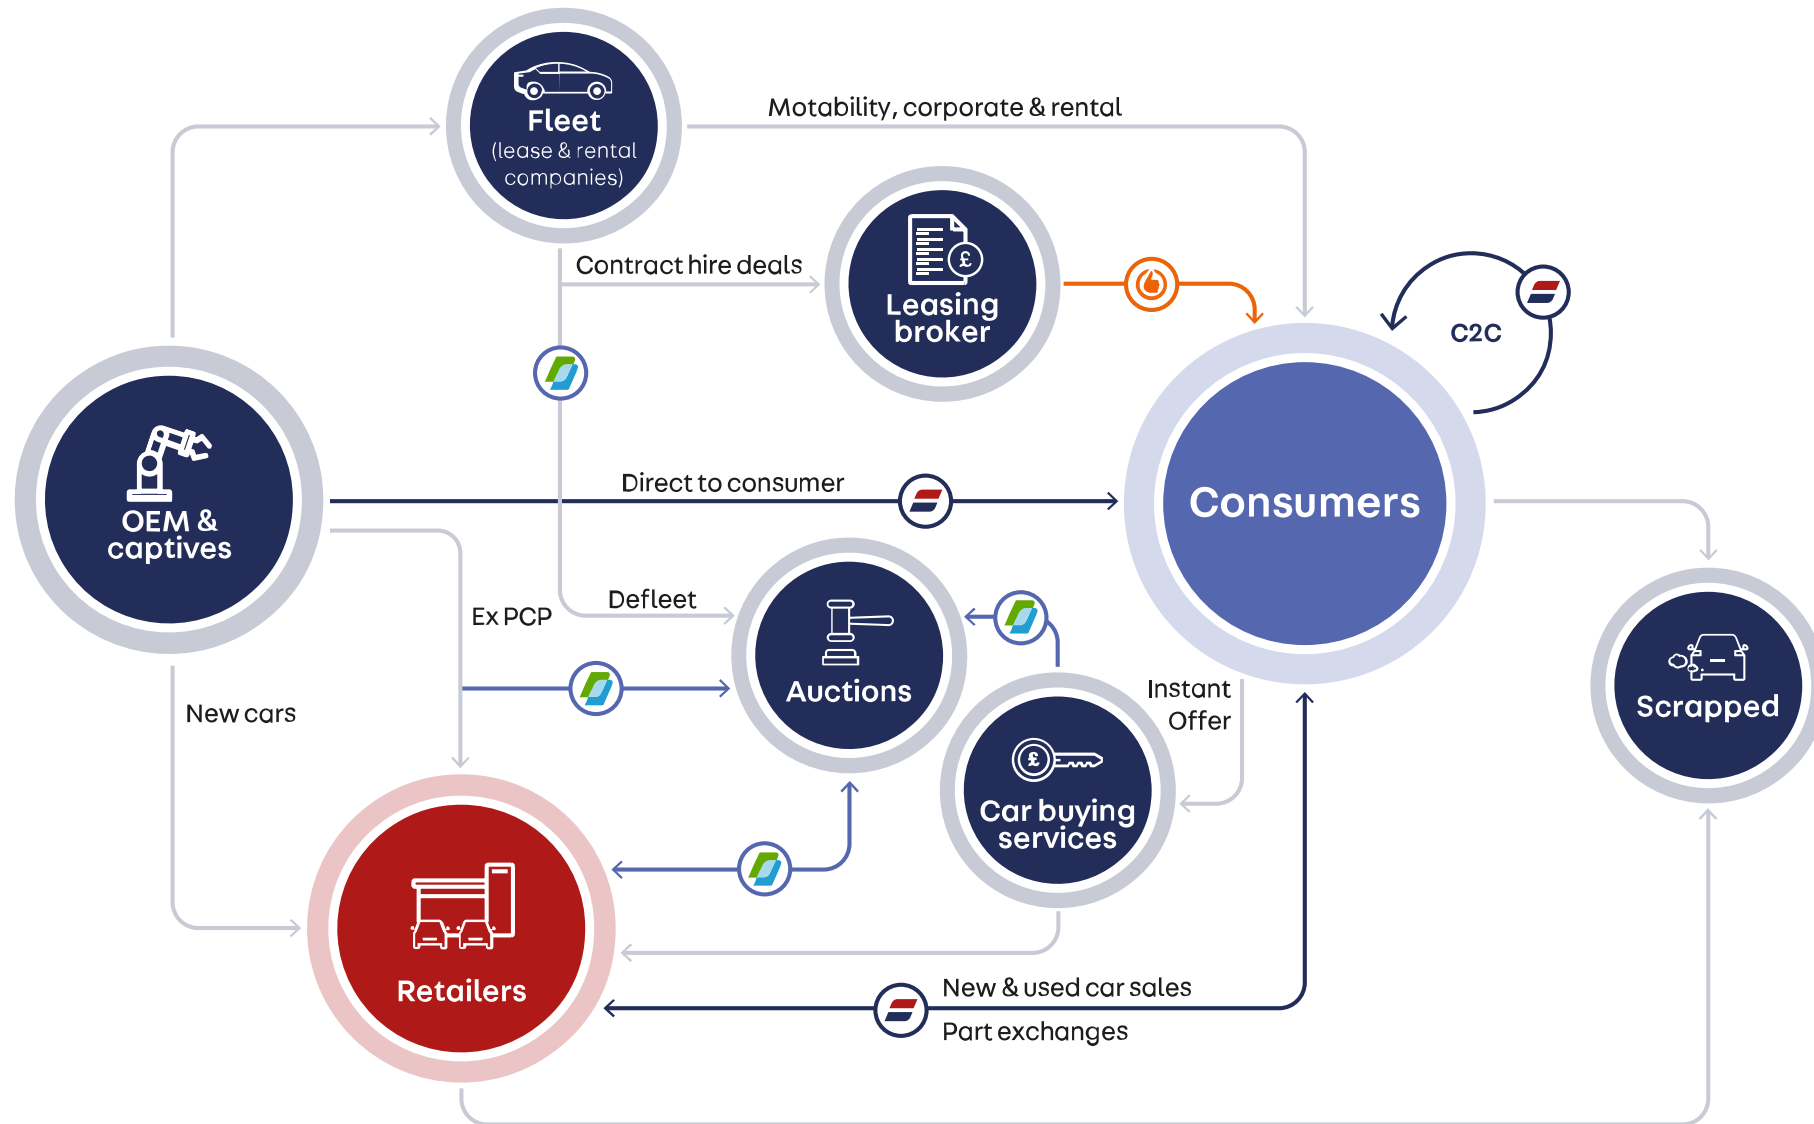 Fleet
(lease & rental
companies)
Motability, corporate & rental
Contract hire deals
£
Leasing
broker
C2C
Direct to consumer
Consumers
OEM &
captives
Ex PCP
Defleet
Auctions
Instant
Offer
Scrapped
New cars
£
Car buying
services
Retailers
New & used car sales
Part exchanges